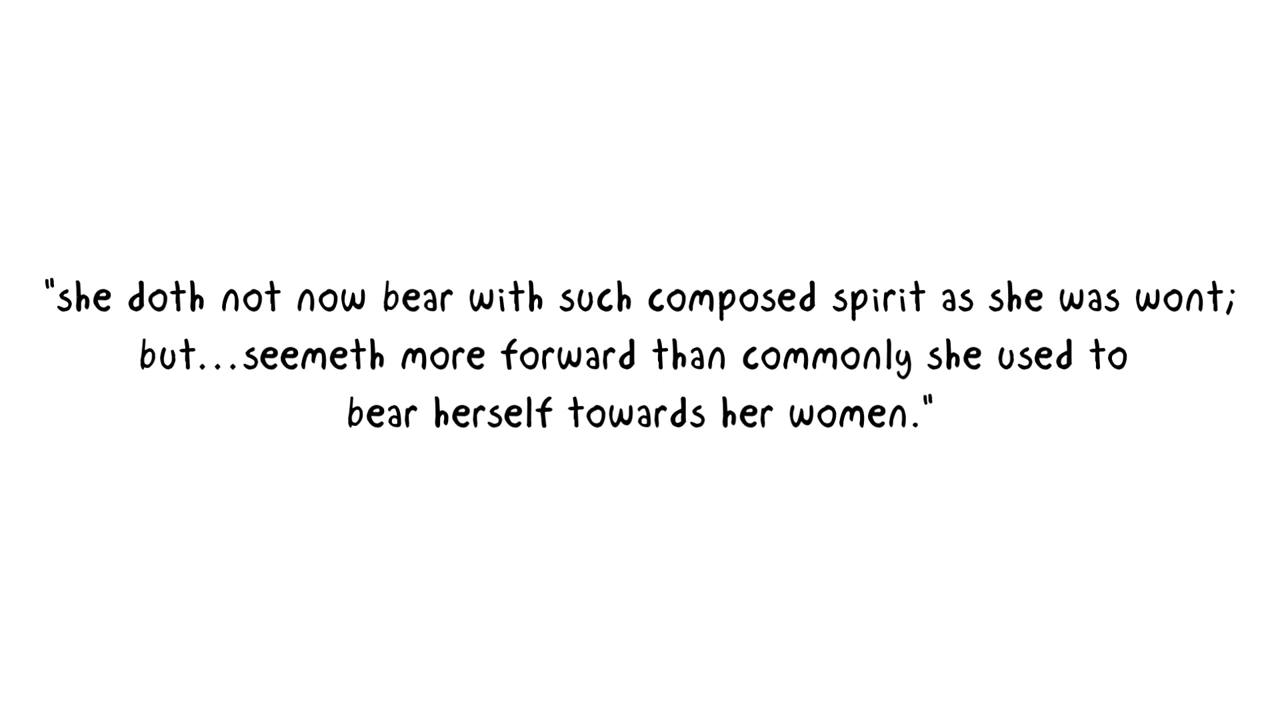 "she doth not now bear with such composed spirit as she was wont;
but...seemeth more forward than commonly she used to
bear herself towards her women."